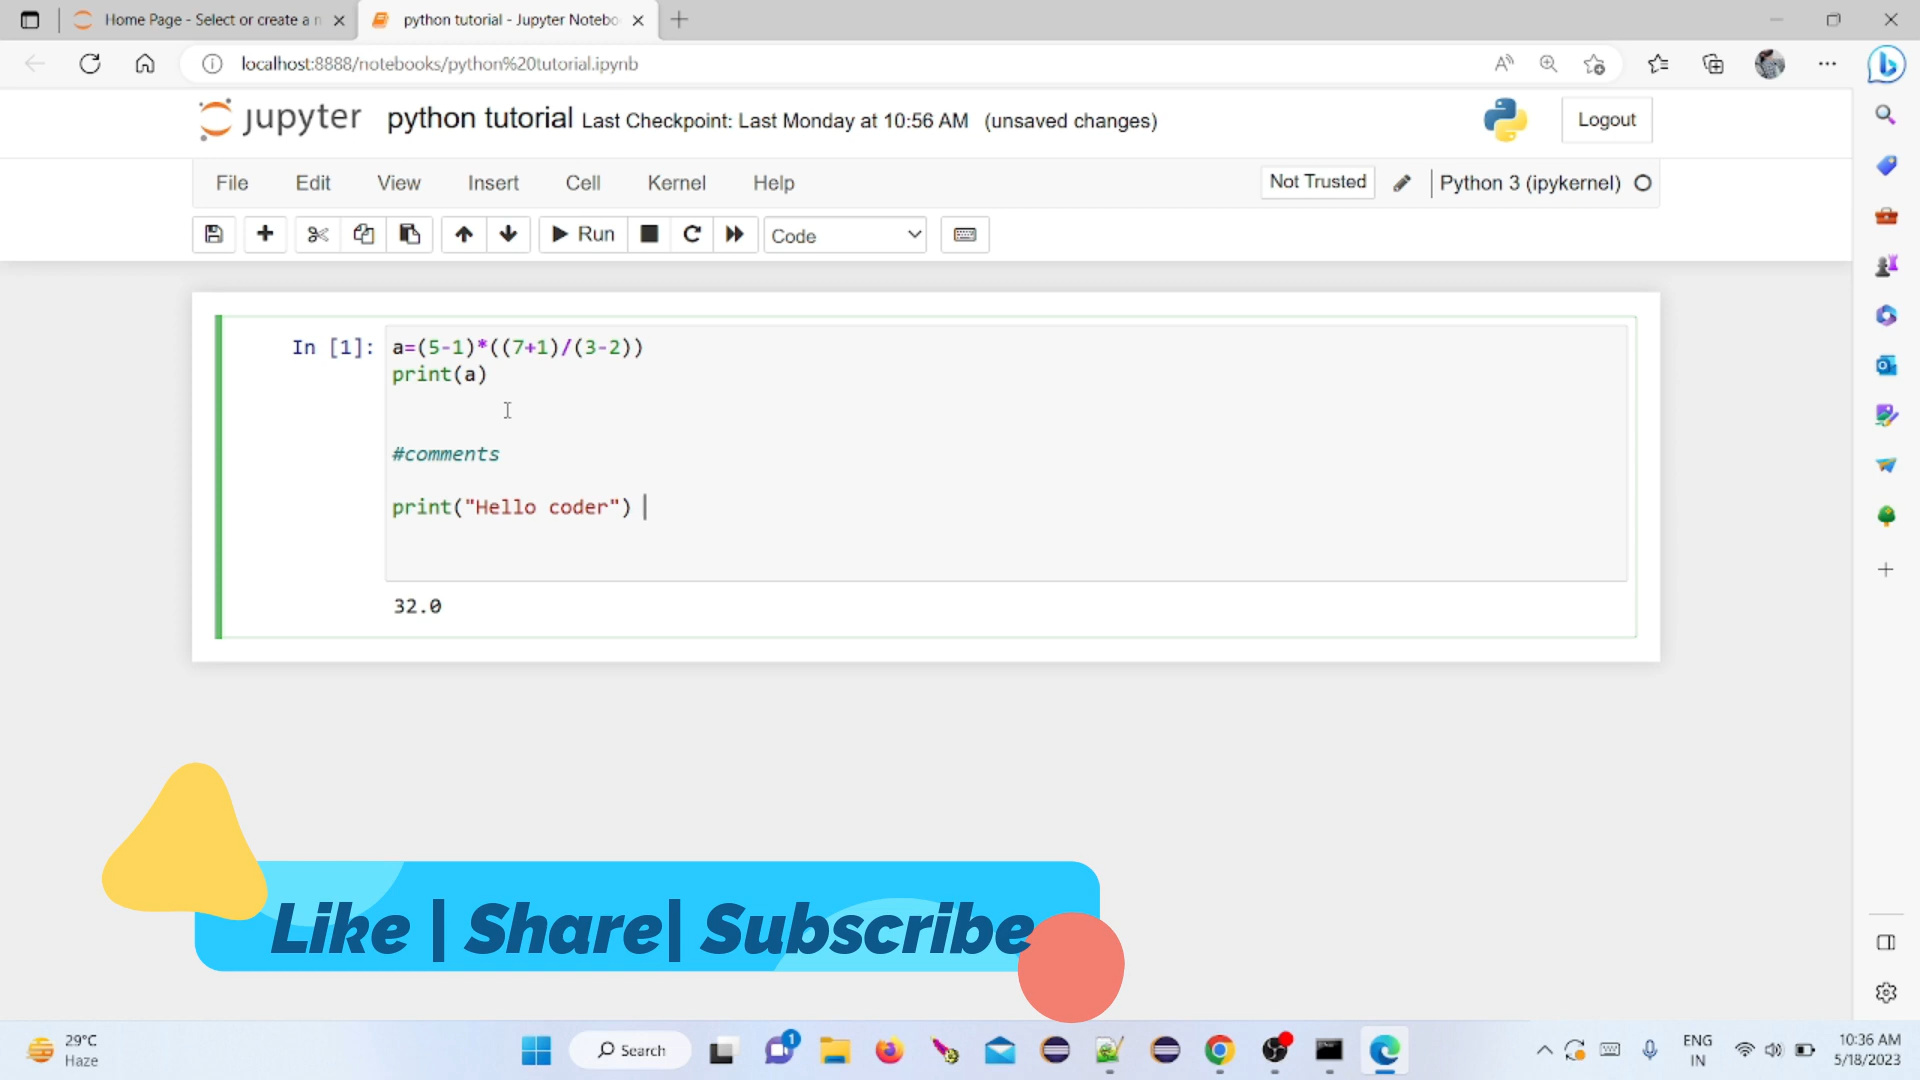 Home Page - Select or create a n
python tutorial - Jupyter Notebo
localhost:8888/notebooks/python%20tutorial.ipynb
jupyter python tutorial Last Checkpoint: Last Monday at 10:56 AM (unsaved changes)
Logout
File Edit View Insert Cell Kernel Help
Not Trusted
Python 3 (ipykernel)
Run
Code
In [1]: a=(5-1)*((7+1)/(3-2))
print(a)
#comments
print("Hello coder")
32.0
Like | Share| Subscribe
29°C
Haze
Search
1
ENG
IN
10:36 AM
5/18/2023